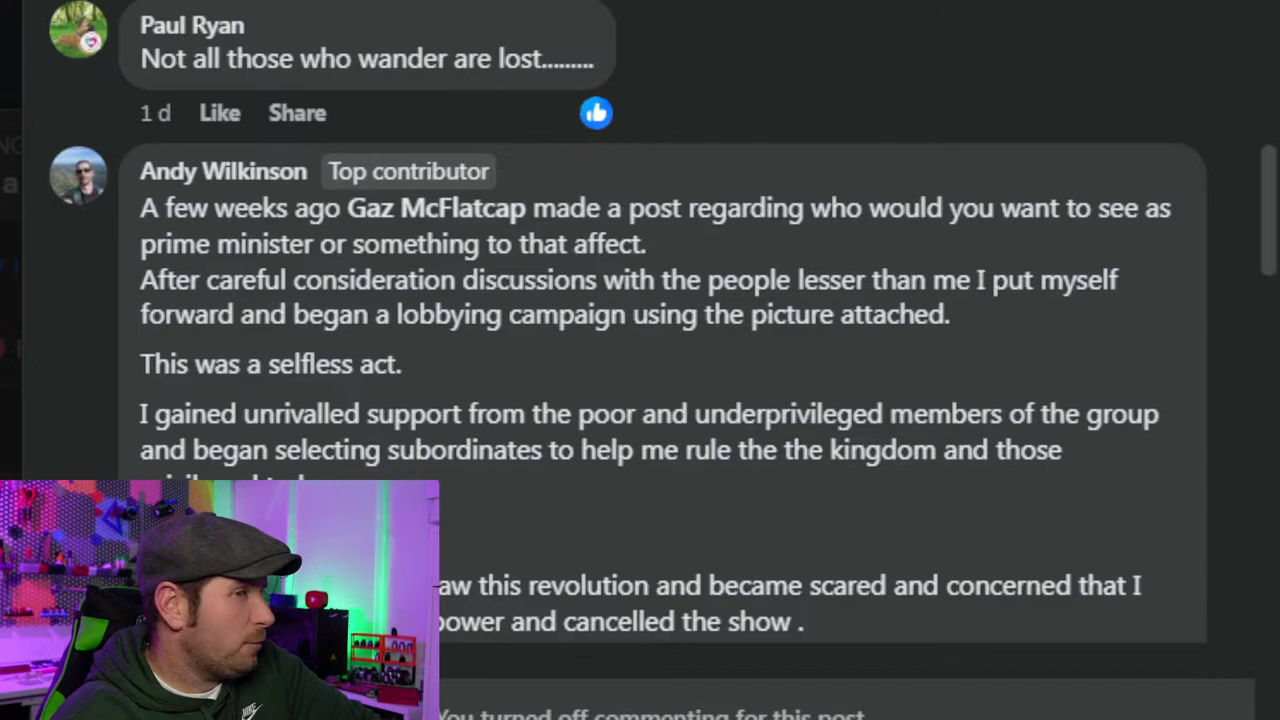 Paul Ryan
Not all those who wander are lost.........
1 d Like Share
Andy Wilkinson Top contributor
A few weeks ago Gaz McFlatcap made a post regarding who would you want to see as
prime minister or something to that affect.
After careful consideration discussions with the people lesser than me I put myself
forward and began a lobbying campaign using the picture attached.
This was a selfless act.
I gained unrivalled support from the poor and underprivileged members of the group
and began selecting subordinates to help me rule the the kingdom and those
this revolution and became scared and concerned that I
power and cancelled the show .
You turned off commenting for this post